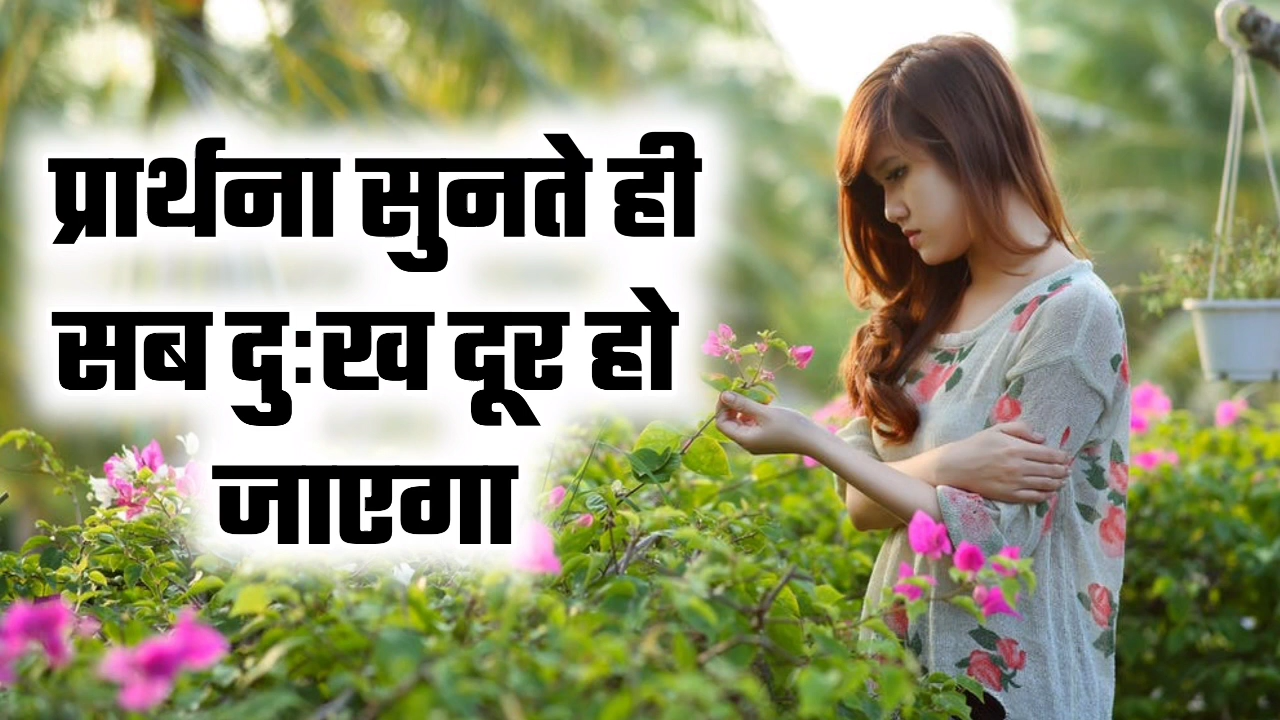 प्रार्थना सुनते ही
सब दुःख दूर हो
जाएगा